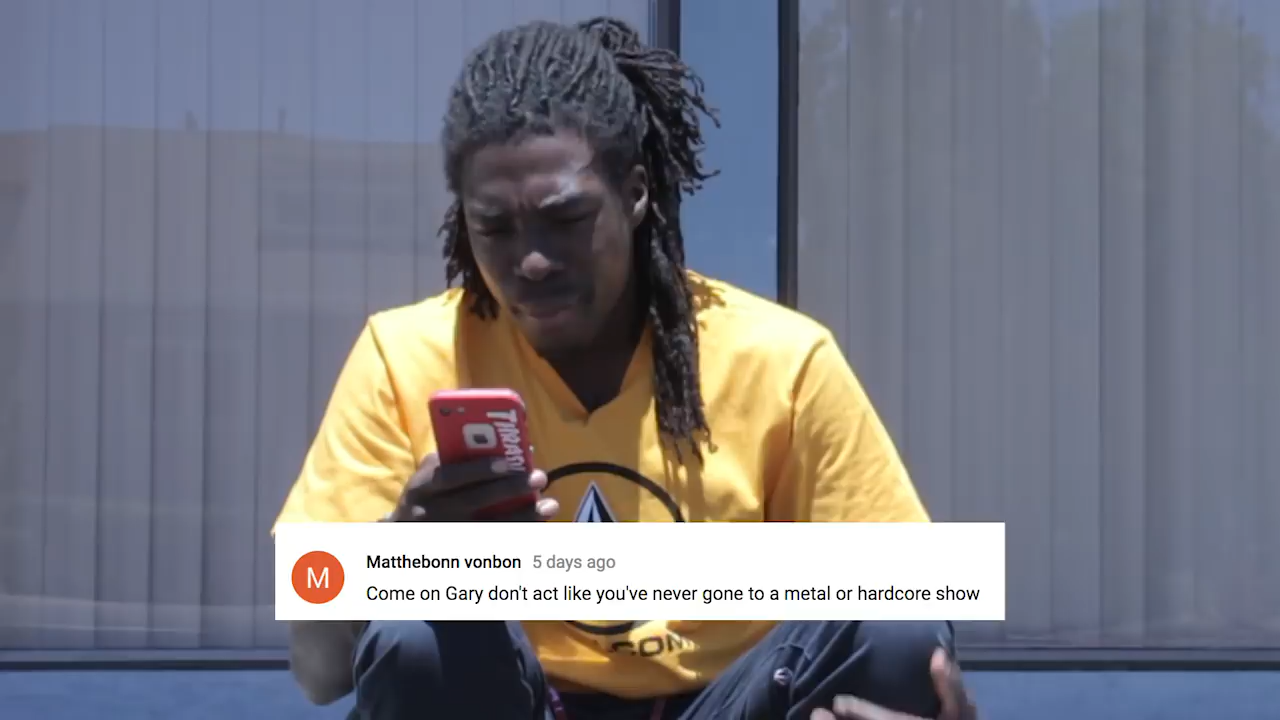 THRASH
Matthebonn vonbon 5 days ago
M
Come on Gary don't act like you've never gone to a metal or hardcore show